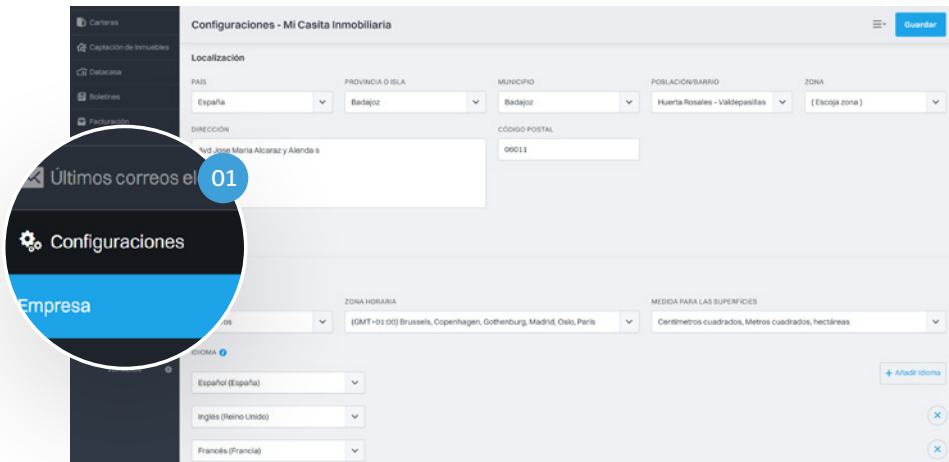 Carteras
Captación de Inmuebles
Datacasa
Boletines
Facturación
Últimos correos el
01
Configuraciones
Empresa
Configuraciones - Mi Casita Inmobiliaria
Guardar
Localización
PAÍS PROVINCIA O ISLA MUNICIPIO POBLACIÓN/BARRIO ZONA
España Badajoz Badajoz Huerta Rosales - Valdepasillas ( Escoja zona )
DIRECCIÓN CÓDIGO POSTAL
Avd Jose Maria Alcaraz y Alenda s 06011
ZONA HORARIA MEDIDA PARA LAS SUPERFÍCIES
(GMT+01:00) Brussels, Copenhagen, Gothenburg, Madrid, Oslo, Paris Centímetros cuadrados, Metros cuadrados, hectáreas
IDIOMA
+ Añadir idioma
Español (España)
Inglés (Reino Unido)
Francés (Francia)